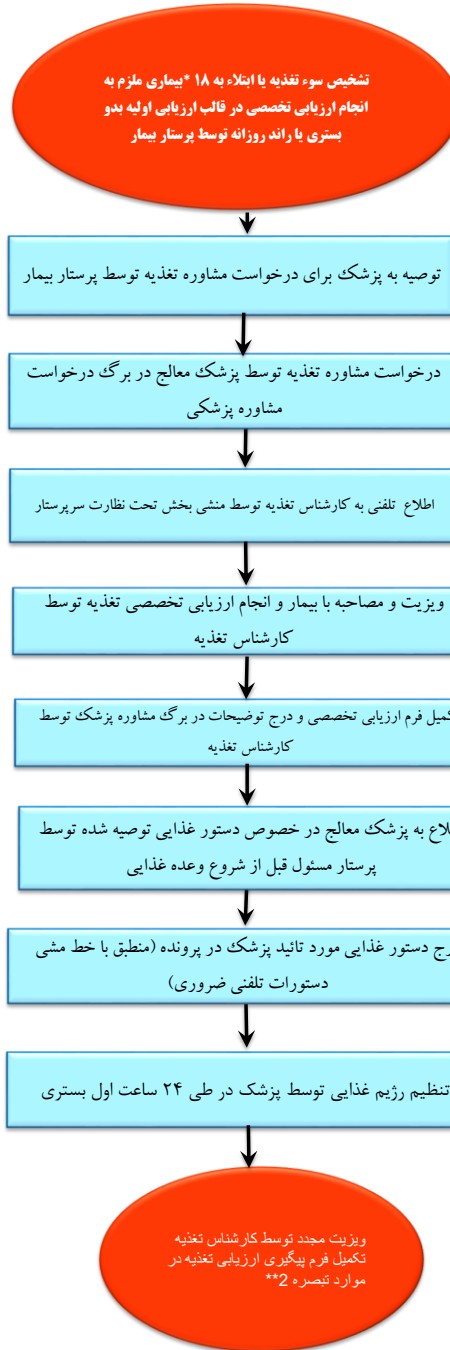 تشخیص سوء تغذیه یا ابتلاء به ۱۸ *بیماری ملزم به
انجام ارزیابی تخصصی در قالب ارزیابی اولیه بدو
بستری یا راند روزانه توسط پرستار بیمار
توصیه به پزشک برای درخواست مشاوره تغذیه توسط پرستار بیمار
درخواست مشاوره تغذیه توسط پزشک معالج در برگ درخواست
مشاوره پزشکی
اطلاع تلفنی به کارشناس تغذیه توسط منشی بخش تحت نظارت سرپرستار
ویزیت و مصاحبه با بیمار و انجام ارزیابی تخصصی تغذیه توسط
کارشناس تغذیه
کمیل فرم ارزیابی تخصصی و درج توضیحات در برگ مشاوره پزشک توسط
کارشناس تغذیه
لاع به پزشک معالج در خصوص دستور غذایی توصیه شده توسط
پرستار مسئول قبل از شروع وعده غذایی
رج دستور غذایی مورد تائید پزشک در پرونده (منطبق با خط مشی
دستورات تلفنی ضروری)
تنظیم رژیم غذایی توسط پزشک در طی ۲۴ ساعت اول بستری
ویزیت مجدد توسط کارشناس تغذیه
تکمیل فرم پیگیری ارزیابی تغذیه در
موارد تبصره 2**